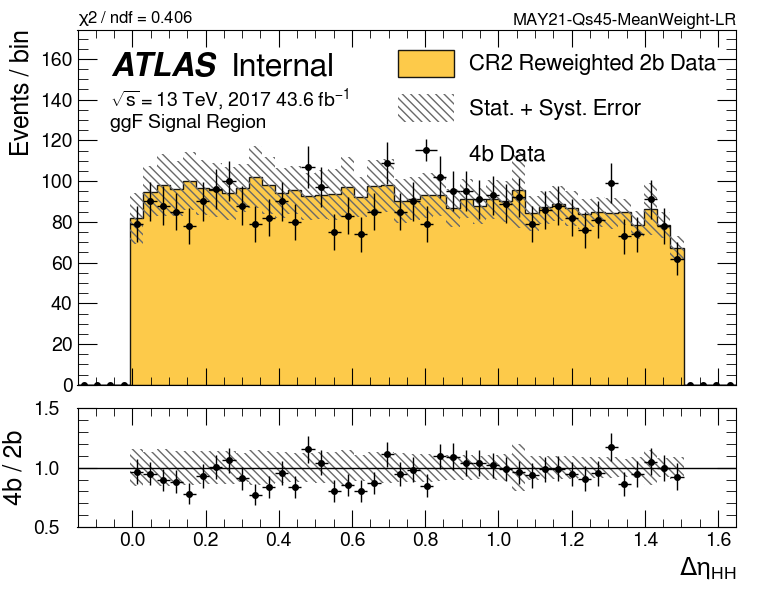 χ² / ndf = 0.406
MAY21-Qs45-MeanWeight-LR
Events / bin
ATLAS Internal
√s = 13 TeV, 2017 43.6 fb⁻¹
ggF Signal Region
CR2 Reweighted 2b Data
Stat. + Syst. Error
4b Data
160
140
120
100
80
60
40
20
0
4b / 2b
1.5
1.0
0.5
0.0 0.2 0.4 0.6 0.8 1.0 1.2 1.4 1.6
Δη_HH